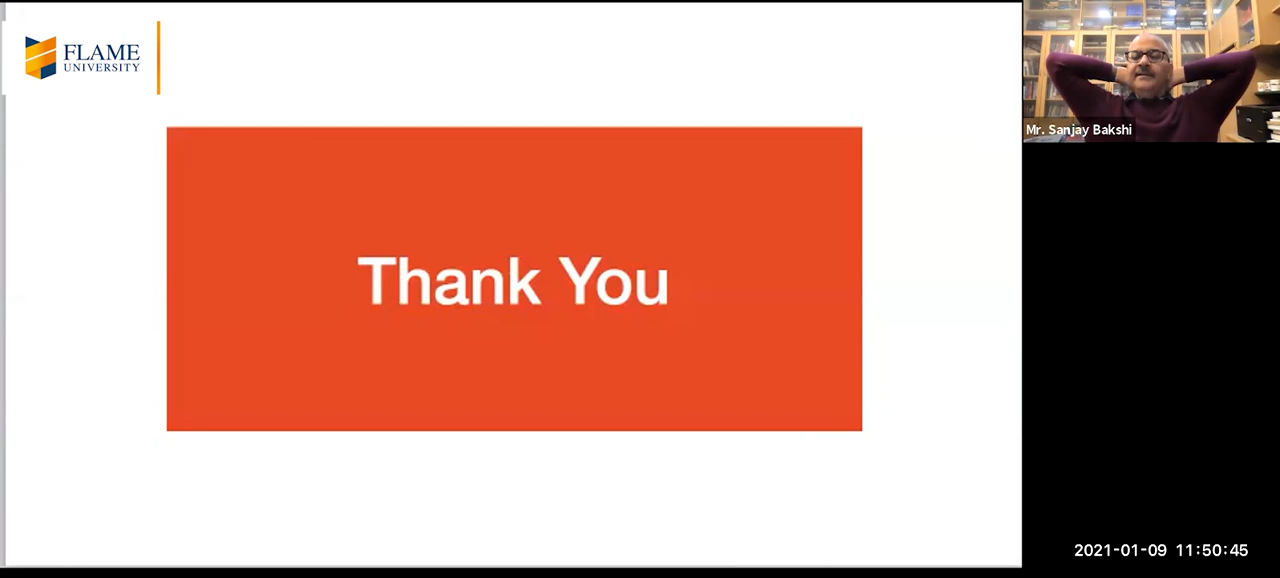 FLAME
UNIVERSITY
Thank You
Mr. Sanjay Bakshi
2021-01-09 11:50:45